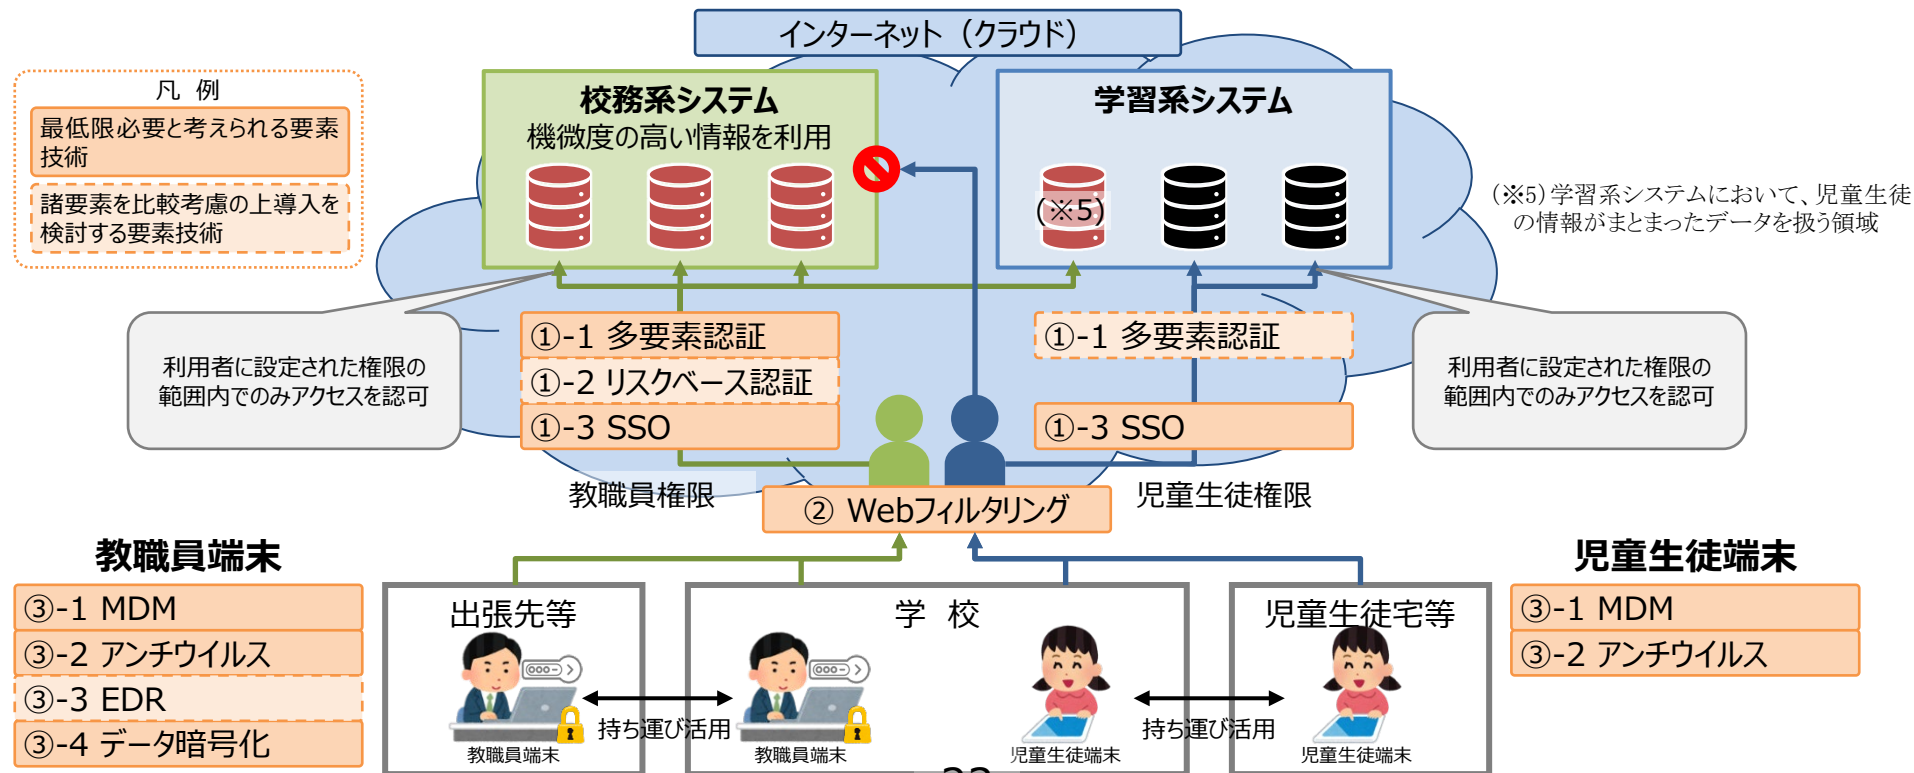 インターネット（クラウド）
凡 例
最低限必要と考えられる要素
技術
諸要素を比較考慮の上導入を
検討する要素技術
校務系システム
機微度の高い情報を利用
学習系システム
(※5)
(※5)学習系システムにおいて、児童生徒
の情報がまとまったデータを扱う領域
利用者に設定された権限の
範囲内でのみアクセスを認可
①-1 多要素認証
①-2 リスクベース認証
①-3 SSO
①-1 多要素認証
①-3 SSO
利用者に設定された権限の
範囲内でのみアクセスを認可
教職員権限
児童生徒権限
② Webフィルタリング
教職員端末
③-1 MDM
③-2 アンチウイルス
③-3 EDR
③-4 データ暗号化
出張先等
教職員端末
持ち運び活用
学 校
教職員端末
児童生徒端末
持ち運び活用
児童生徒宅等
児童生徒端末
児童生徒端末
③-1 MDM
③-2 アンチウイルス